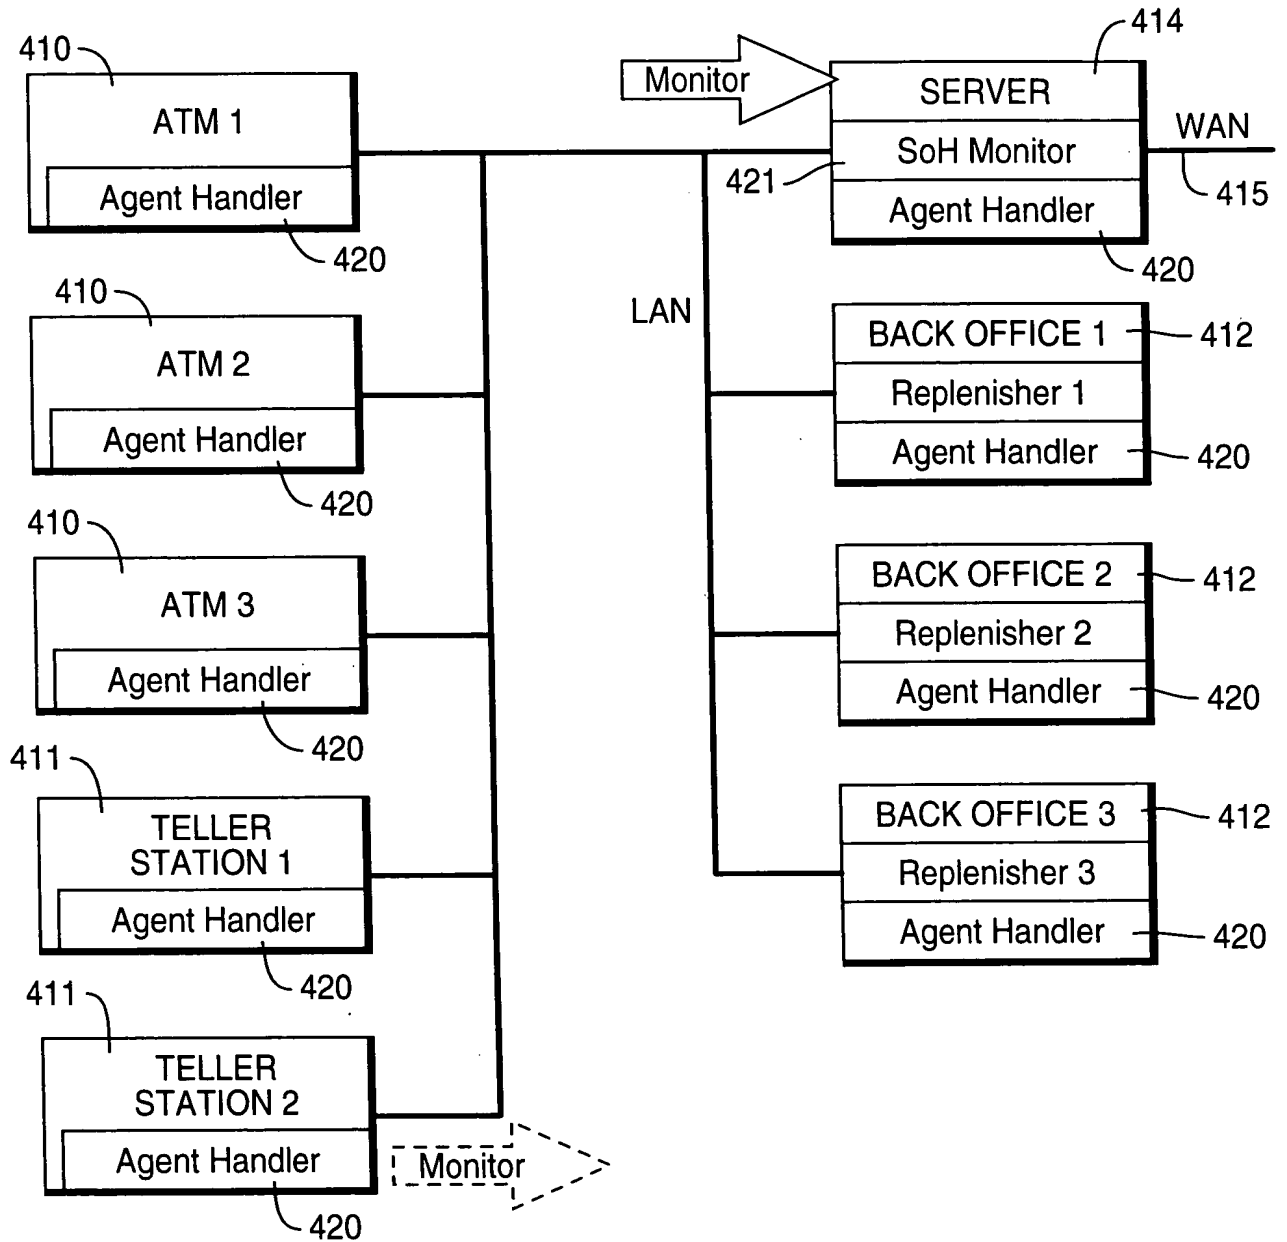 410
ATM 1
Agent Handler
420
410
ATM 2
Agent Handler
420
410
ATM 3
Agent Handler
420
411
TELLER
STATION 1
Agent Handler
420
411
TELLER
STATION 2
Agent Handler
420
Monitor
LAN
Monitor
414
SERVER
SoH Monitor
421
Agent Handler
420
WAN
415
BACK OFFICE 1
412
Replenisher 1
Agent Handler
420
BACK OFFICE 2
412
Replenisher 2
Agent Handler
420
BACK OFFICE 3
412
Replenisher 3
Agent Handler
420